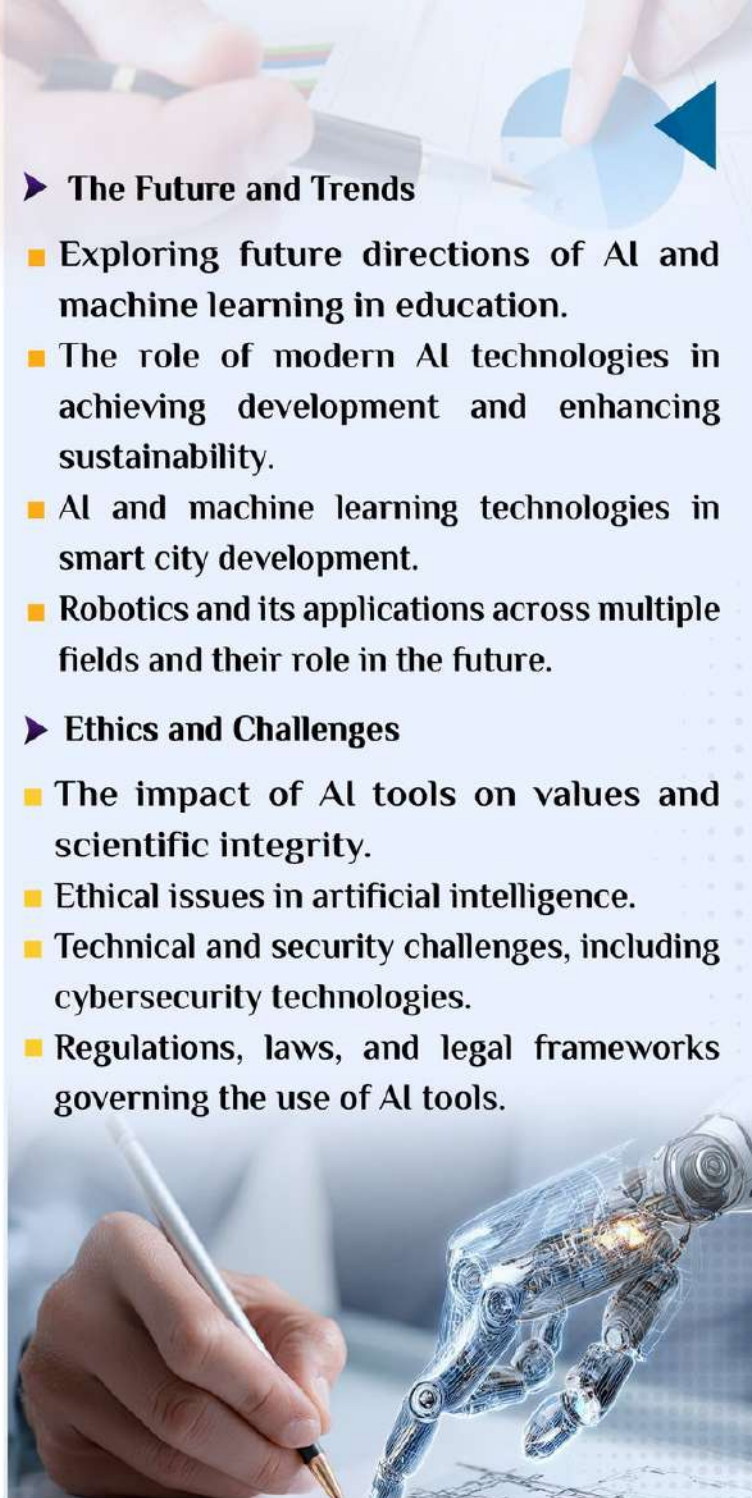 The Future and Trends
Exploring future directions of AI and
machine learning in education.
The role of modern AI technologies in
achieving development and enhancing
sustainability.
AI and machine learning technologies in
smart city development.
Robotics and its applications across multiple
fields and their role in the future.
Ethics and Challenges
The impact of AI tools on values and
scientific integrity.
Ethical issues in artificial intelligence.
Technical and security challenges, including
cybersecurity technologies.
Regulations, laws, and legal frameworks
governing the use of AI tools.